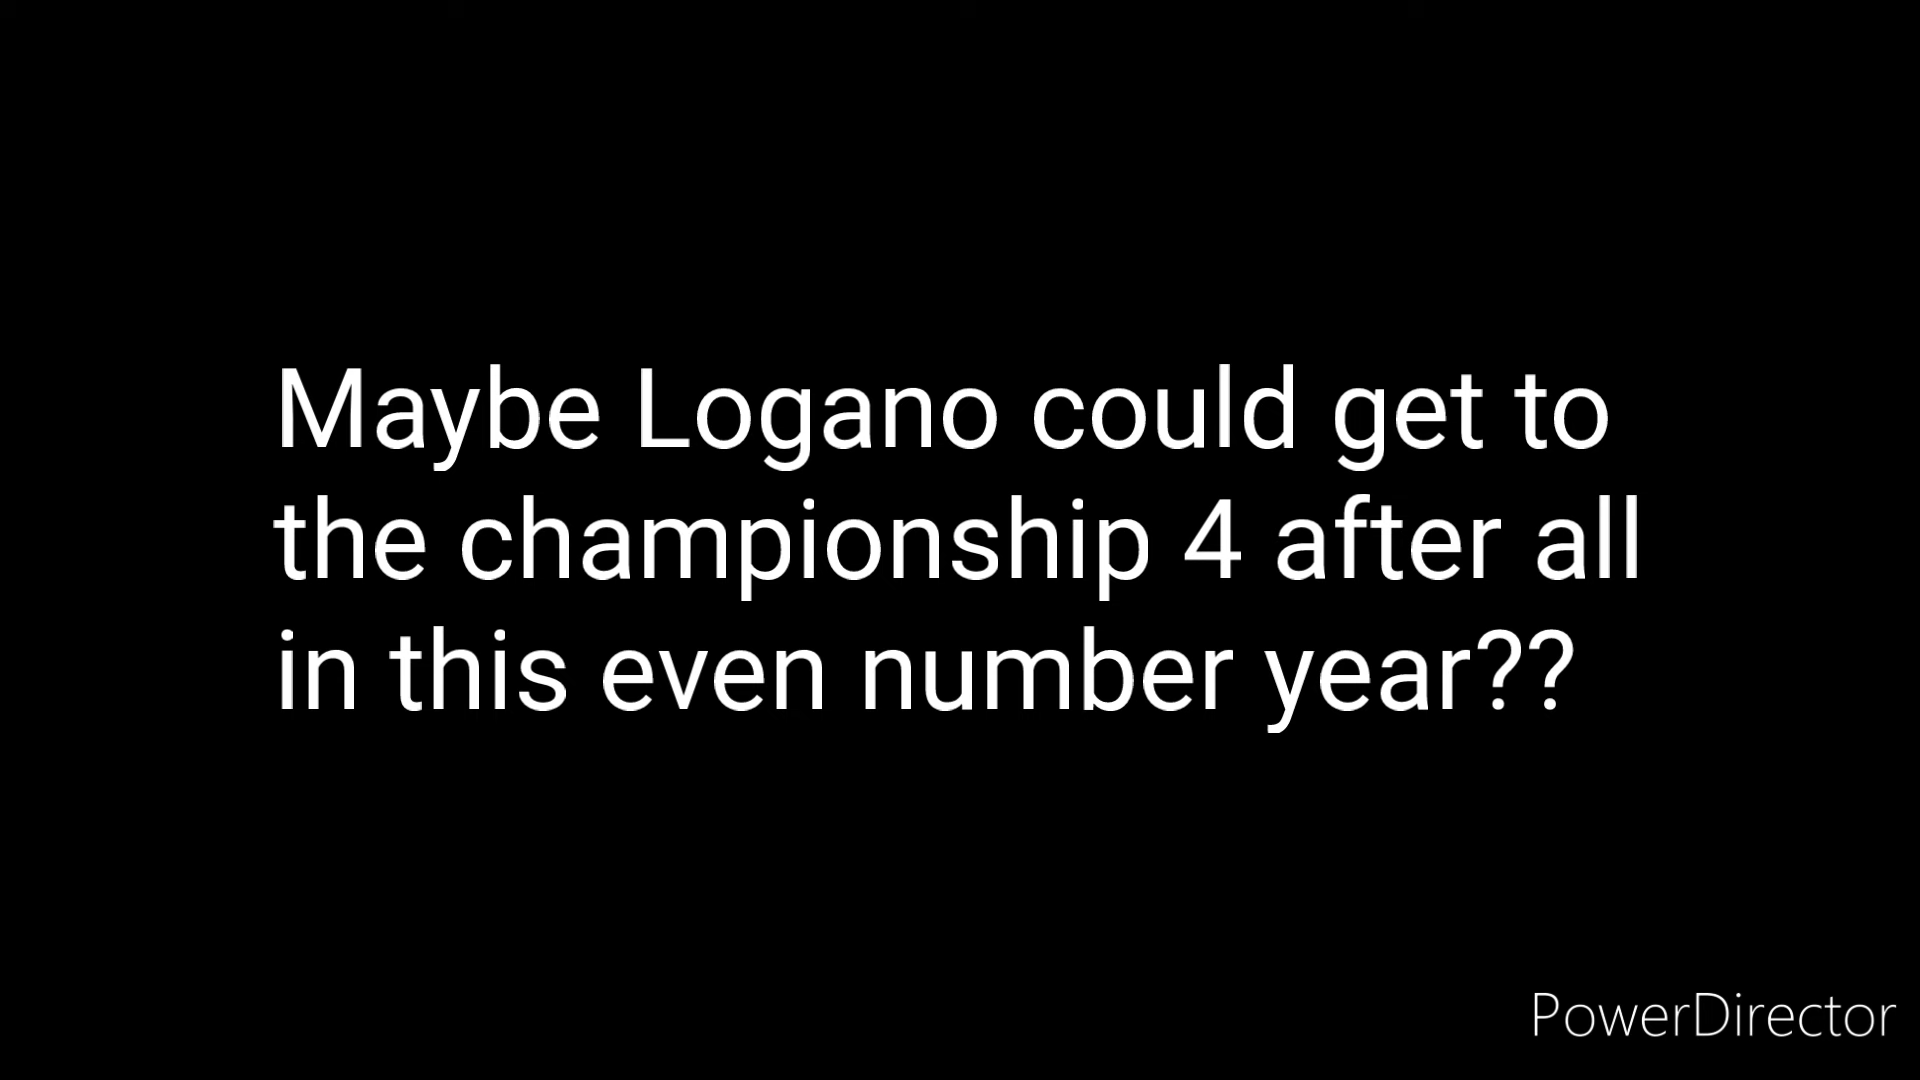 Maybe Logano could get to
the championship 4 after all
in this even number year??
PowerDirector